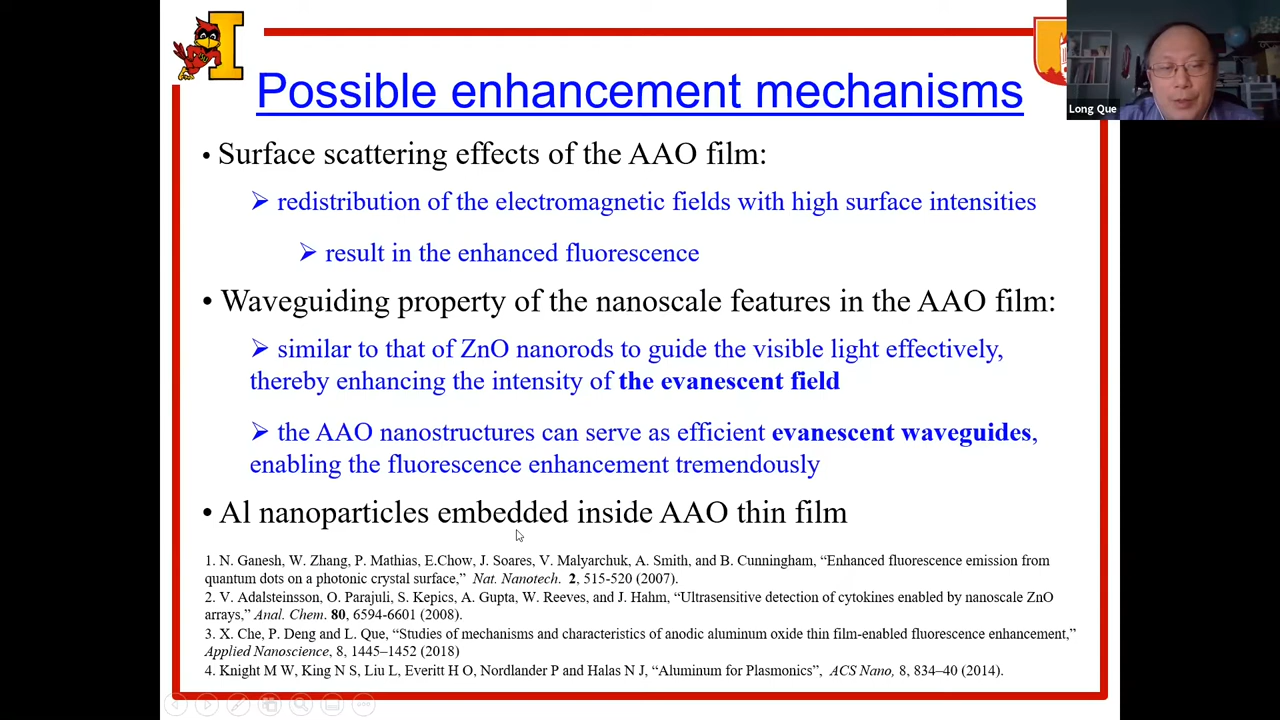 I
Long Que
Possible enhancement mechanisms
• Surface scattering effects of the AAO film:
➢ redistribution of the electromagnetic fields with high surface intensities
➢ result in the enhanced fluorescence
• Waveguiding property of the nanoscale features in the AAO film:
➢ similar to that of ZnO nanorods to guide the visible light effectively,
thereby enhancing the intensity of the evanescent field
➢ the AAO nanostructures can serve as efficient evanescent waveguides,
enabling the fluorescence enhancement tremendously
• Al nanoparticles embedded inside AAO thin film
1. N. Ganesh, W. Zhang, P. Mathias, E.Chow, J. Soares, V. Malyarchuk, A. Smith, and B. Cunningham, “Enhanced fluorescence emission from
quantum dots on a photonic crystal surface,” Nat. Nanotech. 2, 515-520 (2007).
2. V. Adalsteinsson, O. Parajuli, S. Kepics, A. Gupta, W. Reeves, and J. Hahm, “Ultrasensitive detection of cytokines enabled by nanoscale ZnO
arrays,” Anal. Chem. 80, 6594-6601 (2008).
3. X. Che, P. Deng and L. Que, “Studies of mechanisms and characteristics of anodic aluminum oxide thin film-enabled fluorescence enhancement,”
Applied Nanoscience, 8, 1445–1452 (2018)
4. Knight M W, King N S, Liu L, Everitt H O, Nordlander P and Halas N J, “Aluminum for Plasmonics”, ACS Nano, 8, 834–40 (2014).